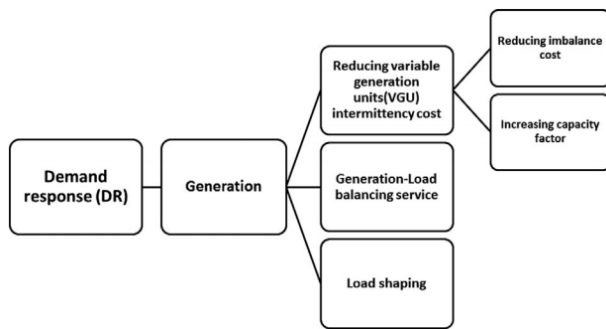 Demand
response (DR)
Generation
Reducing variable
generation
units(VGU)
intermittency cost
Generation-Load
balancing service
Load shaping
Reducing imbalance
cost
Increasing capacity
factor